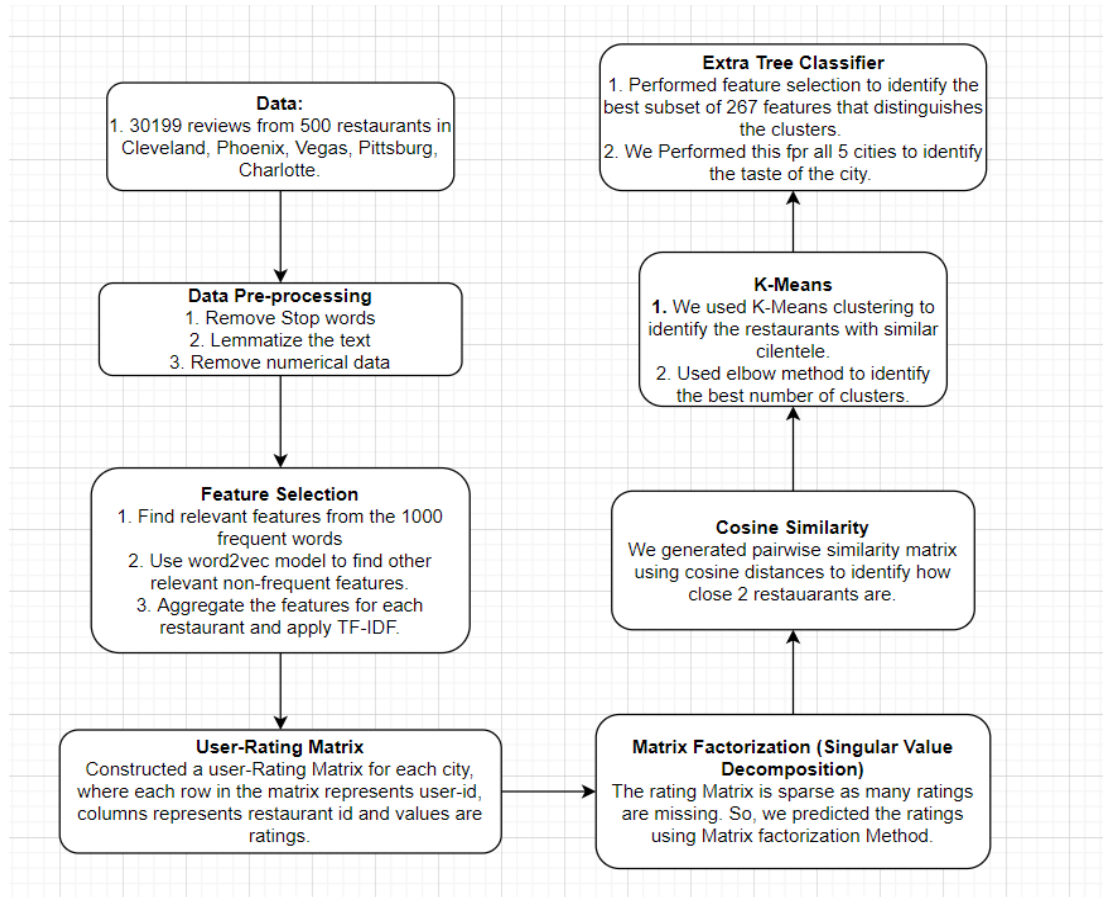 Data:
1. 30199 reviews from 500 restaurants in
Cleveland, Phoenix, Vegas, Pittsburg,
Charlotte.
Data Pre-processing
1. Remove Stop words
2. Lemmatize the text
3. Remove numerical data
Feature Selection
1. Find relevant features from the 1000
frequent words
2. Use word2vec model to find other
relevant non-frequent features.
3. Aggregate the features for each
restaurant and apply TF-IDF.
User-Rating Matrix
Constructed a user-Rating Matrix for each city,
where each row in the matrix represents user-id,
columns represents restaurant id and values are
ratings.
Matrix Factorization (Singular Value
Decomposition)
The rating Matrix is sparse as many ratings
are missing. So, we predicted the ratings
using Matrix factorization Method.
Cosine Similarity
We generated pairwise similarity matrix
using cosine distances to identify how
close 2 restauarants are.
K-Means
1. We used K-Means clustering to
identify the restaurants with similar
cilentele.
2. Used elbow method to identify
the best number of clusters.
Extra Tree Classifier
1. Performed feature selection to identify the
best subset of 267 features that distinguishes
the clusters.
2. We Performed this fpr all 5 cities to identify
the taste of the city.